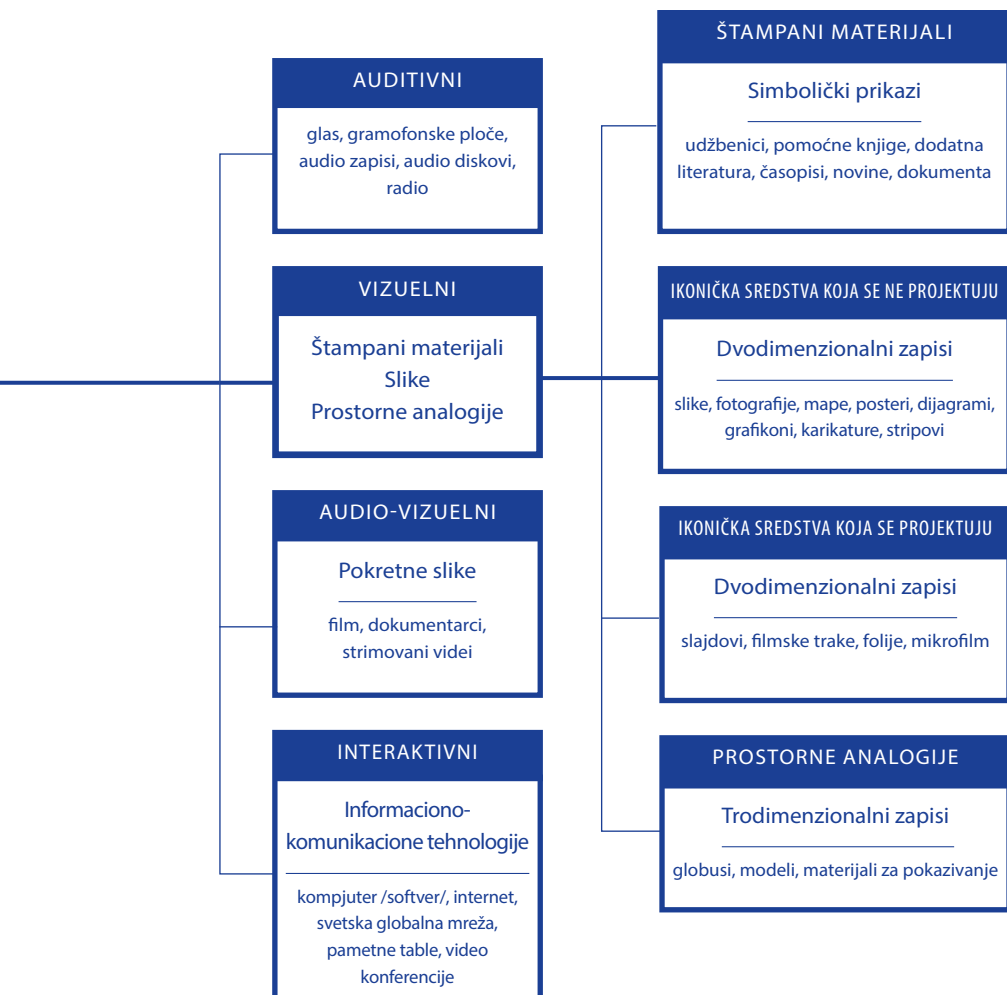 AUDITIVNI
glas, gramofonske ploče,
audio zapisi, audio diskovi,
radio
VIZUELNI
Štampani materijali
Slike
Prostorne analogije
AUDIO-VIZUELNI
Pokretne slike
film, dokumentarci,
strimovani videi
INTERAKTIVNI
Informaciono-
komunikacione tehnologije
kompjuter /softver/, internet,
svetska globalna mreža,
pametne table, video
konferencije
ŠTAMPANI MATERIJALI
Simbolički prikazi
udžbenici, pomoćne knjige, dodatna
literatura, časopisi, novine, dokumenta
IKONIČKA SREDSTVA KOJA SE NE PROJEKTUJU
Dvodimenzionalni zapisi
slike, fotografije, mape, posteri, dijagrami,
grafikoni, karikature, stripovi
IKONIČKA SREDSTVA KOJA SE PROJEKTUJU
Dvodimenzionalni zapisi
slajdovi, filmske trake, folije, mikrofilm
PROSTORNE ANALOGIJE
Trodimenzionalni zapisi
globusi, modeli, materijali za pokazivanje